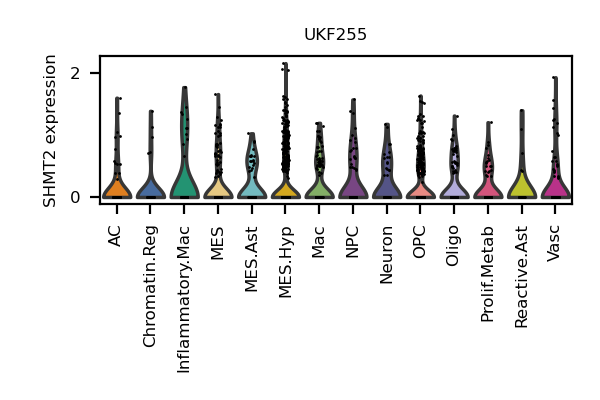 UKF255
SHMT2 expression
2
0
AC
Chromatin.Reg
Inflammatory.Mac
MES
MES.Ast
MES.Hyp
Mac
NPC
Neuron
OPC
Oligo
Prolif.Metab
Reactive.Ast
Vasc